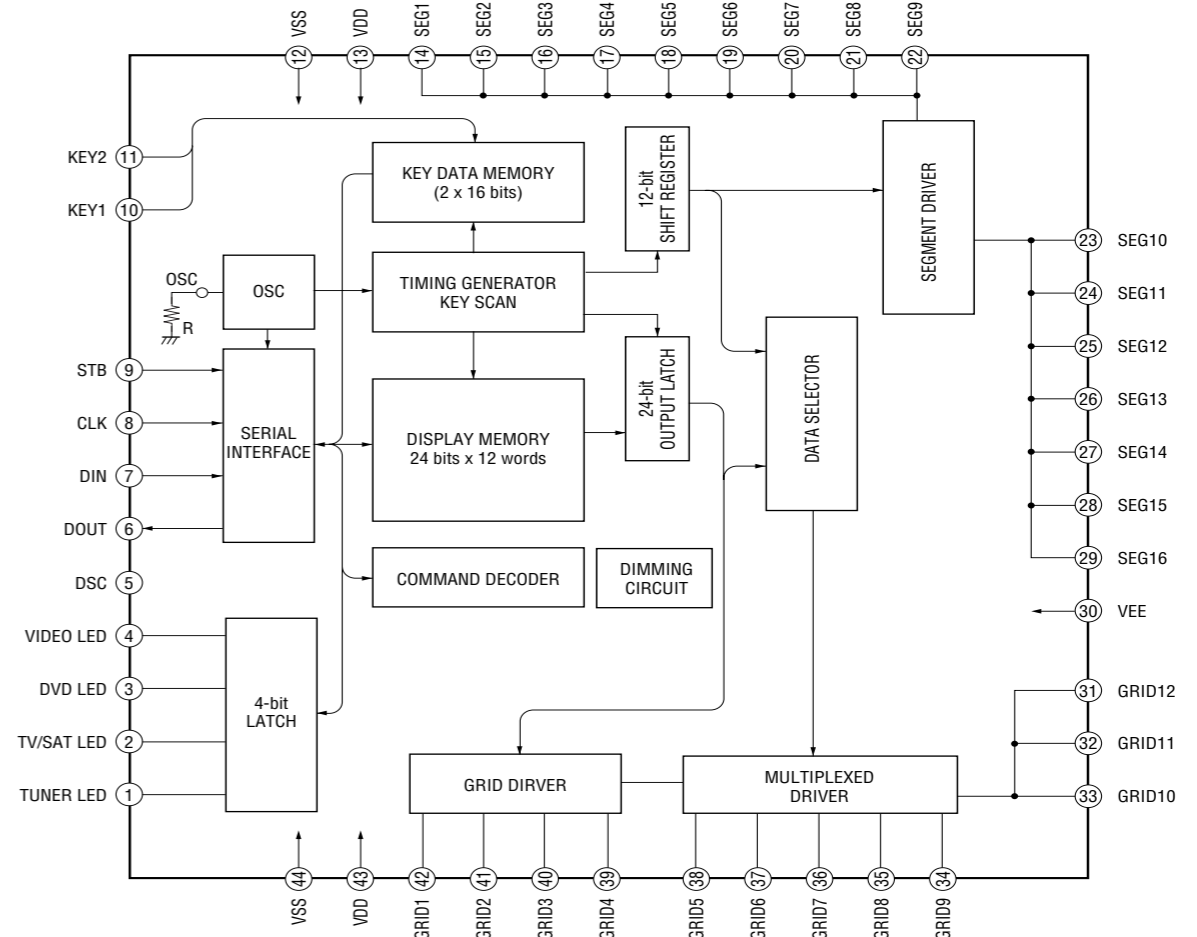 VSS
VDD
SEG1
SEG2
SEG3
SEG4
SEG5
SEG6
SEG7
SEG8
SEG9
12
13
14
15
16
17
18
19
20
21
22
KEY2 11
KEY1 10
KEY DATA MEMORY
(2 x 16 bits)
12-bit
SHIFT REGISTER
SEGMENT DRIVER
OSC
R
OSC
TIMING GENERATOR
KEY SCAN
STB 9
CLK 8
DIN 7
DOUT 6
DSC 5
SERIAL
INTERFACE
DISPLAY MEMORY
24 bits x 12 words
24-bit
OUTPUT LATCH
DATA SELECTOR
COMMAND DECODER
DIMMING
CIRCUIT
23 SEG10
24 SEG11
25 SEG12
26 SEG13
27 SEG14
28 SEG15
29 SEG16
30 VEE
31 GRID12
32 GRID11
33 GRID10
VIDEO LED 4
DVD LED 3
TV/SAT LED 2
TUNER LED 1
4-bit
LATCH
GRID DIRVER
MULTIPLEXED
DRIVER
44
43
42
41
40
39
38
37
36
35
34
VSS
VDD
GRID1
GRID2
GRID3
GRID4
GRID5
GRID6
GRID7
GRID8
GRID9